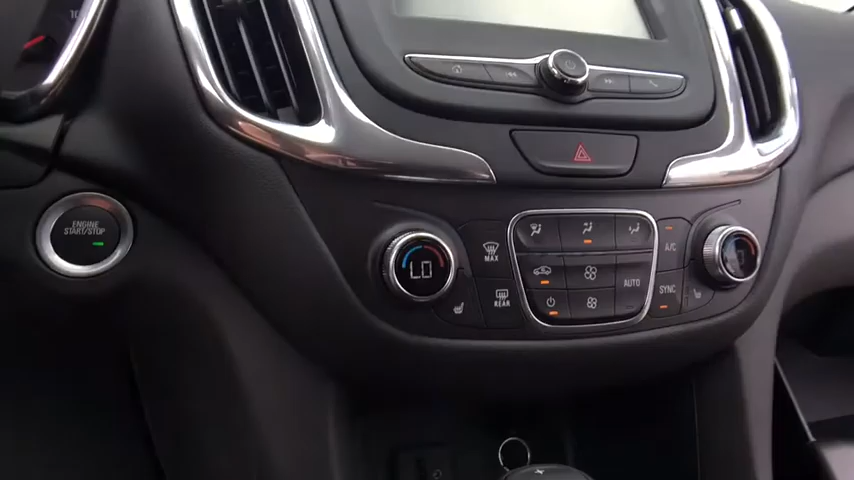 ENGINE
START/STOP
LO
MAX
REAR
AUTO
A/C
SYNC